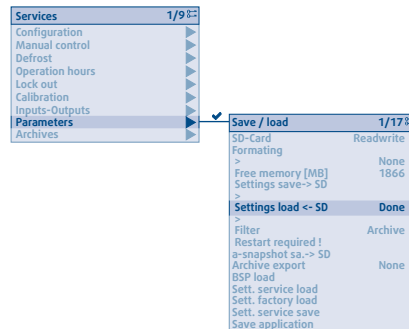 Services 1/9
Configuration
Manual control
Defrost
Operation hours
Lock out
Calibration
Inputs-Outputs
Parameters
Archives
Save / load 1/17
SD-Card Readwrite
Formating
> None
Free memory [MB] 1866
Settings save-> SD
>
Settings load <- SD Done
>
Filter Archive
Restart required !
a-snapshot sa.-> SD
Archive export None
BSP load
Sett. service load
Sett. factory load
Sett. service save
Save application